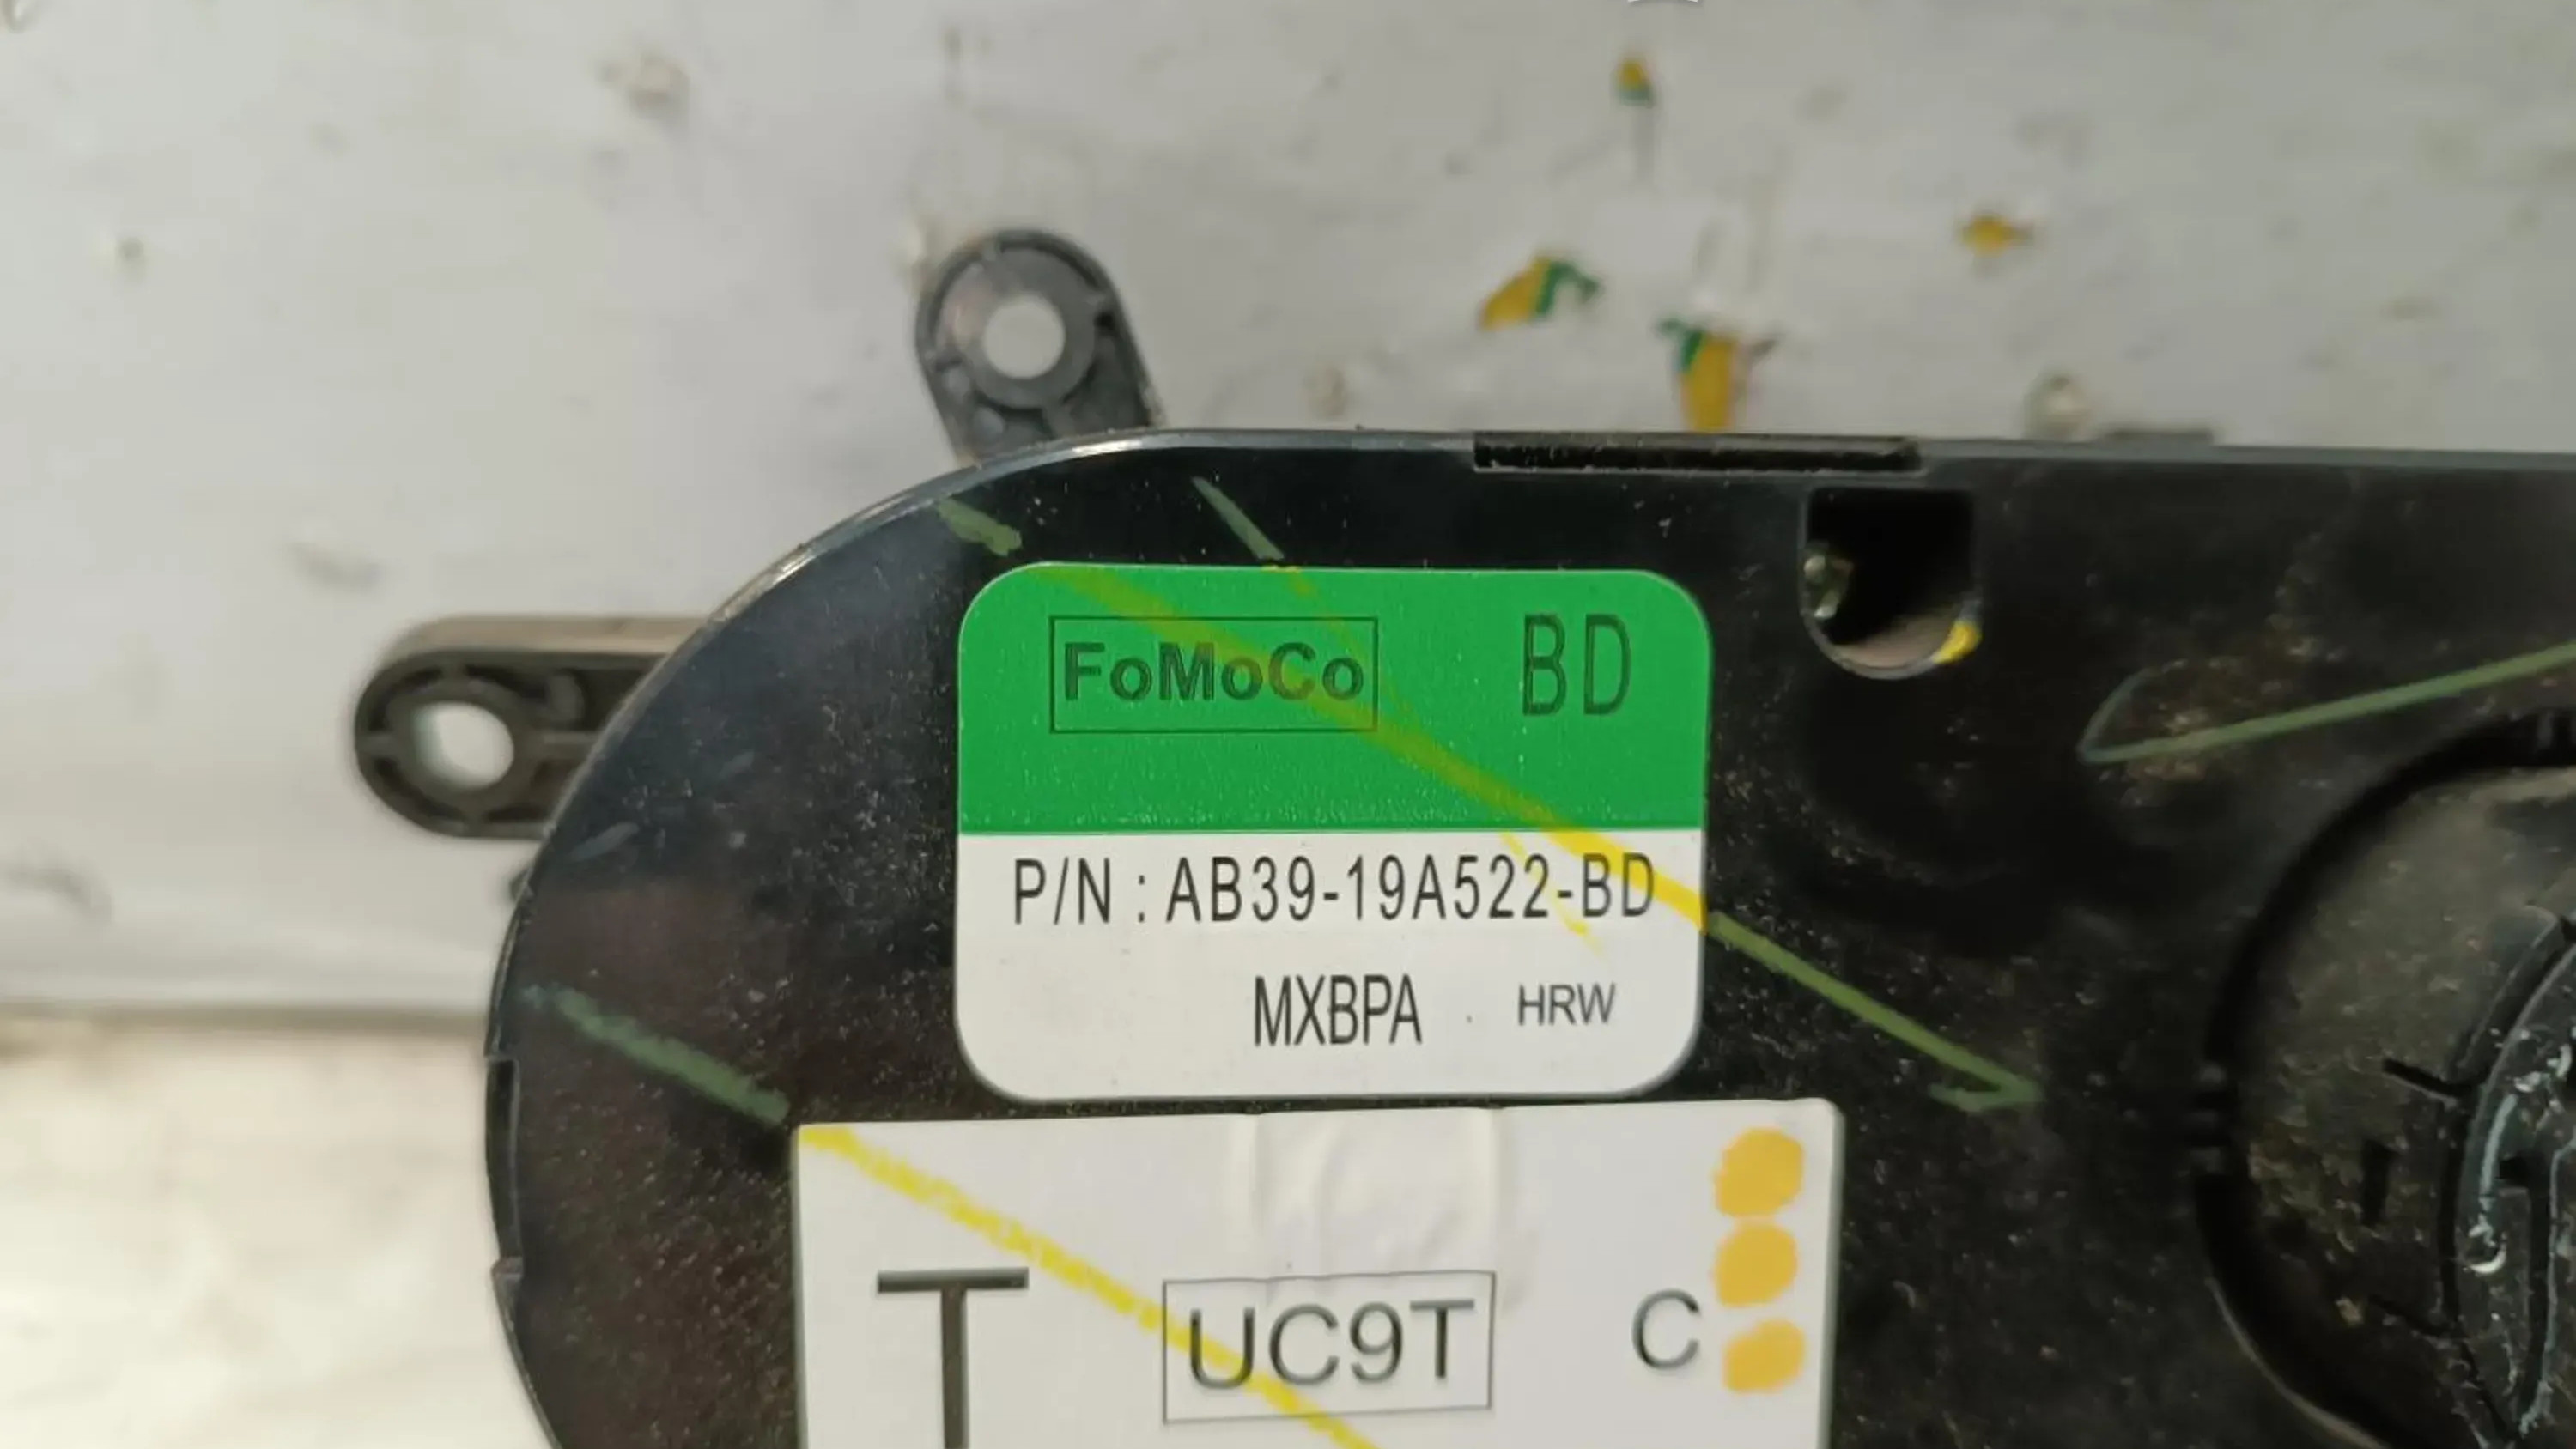 FoMoCo BD
P/N : AB39-19A522-BD
MXBPA HRW
T UC9T C